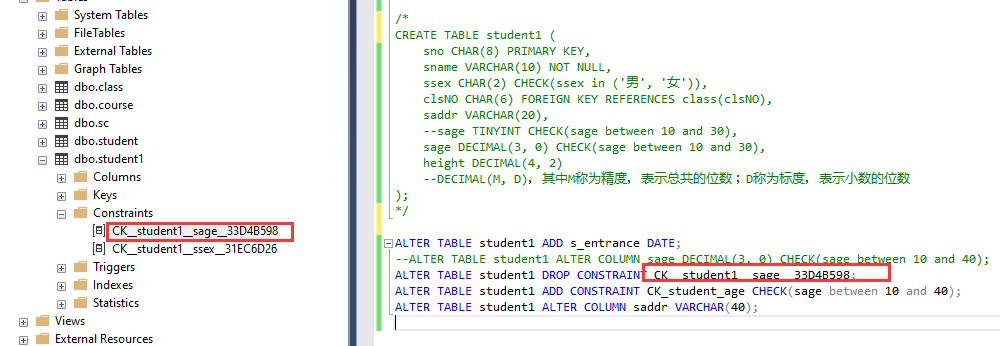 Tables
System Tables
FileTables
External Tables
Graph Tables
dbo.class
dbo.course
dbo.sc
dbo.student
dbo.student1
Columns
Keys
Constraints
CK__student1__sage__33D4B598
CK__student1__ssex__31EC6D26
Triggers
Indexes
Statistics
Views
External Resources
/*
CREATE TABLE student1 (
    sno CHAR(8) PRIMARY KEY,
    sname VARCHAR(10) NOT NULL,
    ssex CHAR(2) CHECK(ssex in ('男', '女')),
    clsNO CHAR(6) FOREIGN KEY REFERENCES class(clsNO),
    saddr VARCHAR(20),
    --sage TINYINT CHECK(sage between 10 and 30),
    sage DECIMAL(3, 0) CHECK(sage between 10 and 30),
    height DECIMAL(4, 2)
    --DECIMAL(M, D)，其中M称为精度，表示总共的位数；D称为标度，表示小数的位数
);
*/
ALTER TABLE student1 ADD s_entrance DATE;
--ALTER TABLE student1 ALTER COLUMN sage DECIMAL(3, 0) CHECK(sage between 10 and 40);
ALTER TABLE student1 DROP CONSTRAINT CK__student1__sage__33D4B598;
ALTER TABLE student1 ADD CONSTRAINT CK_student_age CHECK(sage between 10 and 40);
ALTER TABLE student1 ALTER COLUMN saddr VARCHAR(40);